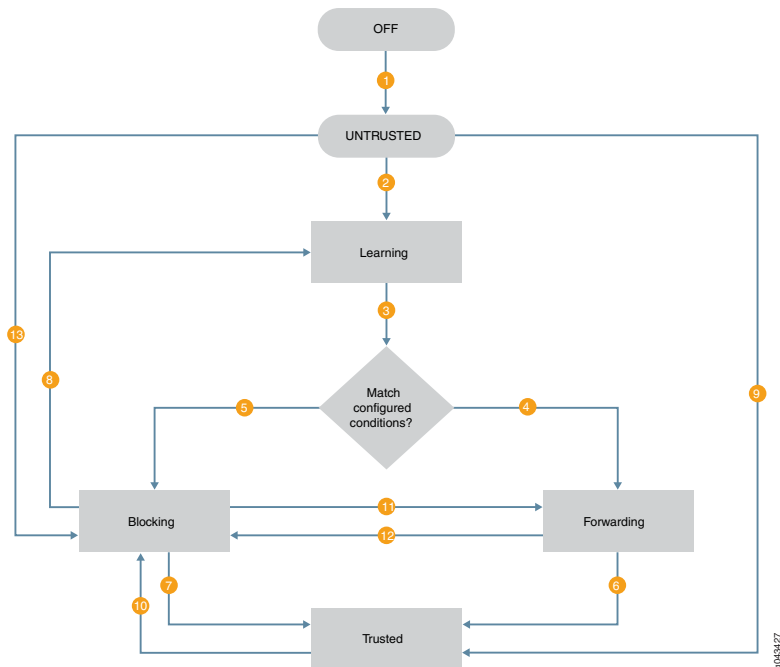 OFF
1
UNTRUSTED
2
Learning
3
13
8
Match
configured
conditions?
5
4
9
Blocking
11
12
Forwarding
7
10
6
Trusted
1043427